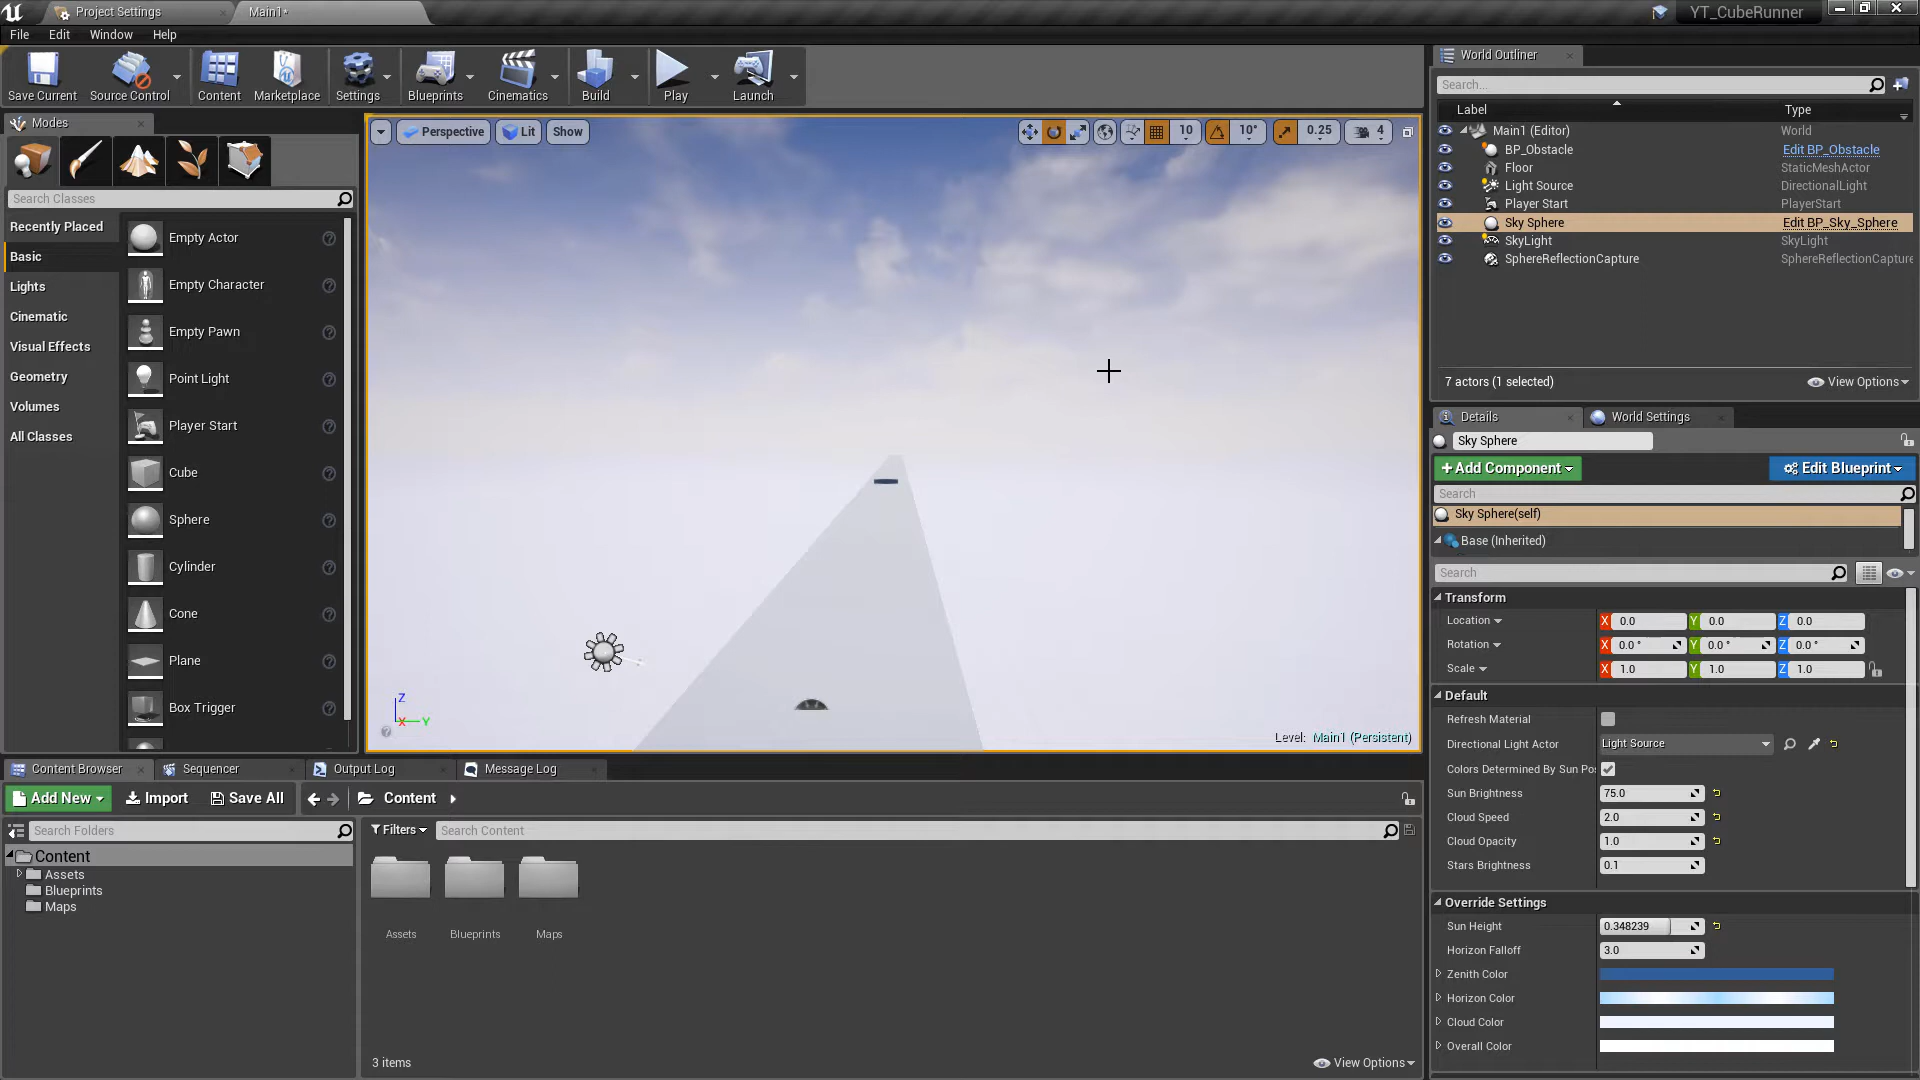 Project Settings
Main1*
YT_CubeRunner
File Edit Window Help
Save Current
Source Control
Content
Marketplace
Settings
Blueprints
Cinematics
Build
Play
Launch
Modes
Search Classes
Recently Placed
Basic
Lights
Cinematic
Visual Effects
Geometry
Volumes
All Classes
Empty Actor
Empty Character
Empty Pawn
Point Light
Player Start
Cube
Sphere
Cylinder
Cone
Plane
Box Trigger
Perspective
Lit
Show
10
10°
0.25
4
Z
X
Y
Level: Main1 (Persistent)
World Outliner
Search...
Label Type
Main1 (Editor) World
BP_Obstacle Edit BP_Obstacle
Floor StaticMeshActor
Light Source DirectionalLight
Player Start PlayerStart
Sky Sphere Edit BP_Sky_Sphere
SkyLight SkyLight
SphereReflectionCapture SphereReflectionCapture
7 actors (1 selected)
View Options
Details
World Settings
Sky Sphere
+Add Component
Edit Blueprint
Search
Sky Sphere(self)
Base (Inherited)
Search
Transform
Location X 0.0 Y 0.0 Z 0.0
Rotation X 0.0 ° Y 0.0 ° Z 0.0 °
Scale X 1.0 Y 1.0 Z 1.0
Default
Refresh Material
Directional Light Actor Light Source
Colors Determined By Sun Pos
Sun Brightness 75.0
Cloud Speed 2.0
Cloud Opacity 1.0
Stars Brightness 0.1
Override Settings
Sun Height 0.348239
Horizon Falloff 3.0
Zenith Color
Horizon Color
Cloud Color
Overall Color
Content Browser
Sequencer
Output Log
Message Log
Add New
Import
Save All
Content
Search Folders
Content
Assets
Blueprints
Maps
Filters
Search Content
Assets
Blueprints
Maps
3 items
View Options